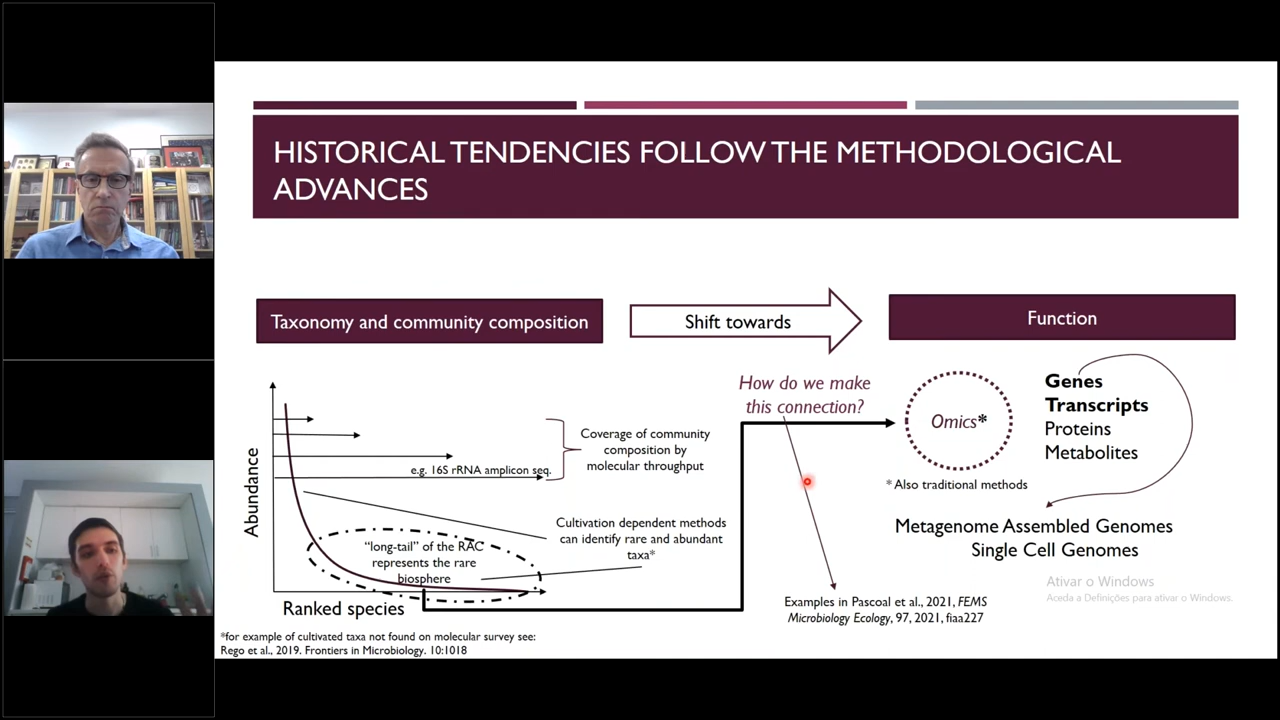 HISTORICAL TENDENCIES FOLLOW THE METHODOLOGICAL
ADVANCES
Taxonomy and community composition
Shift towards
Function
How do we make
this connection?
Omics*
Genes
Transcripts
Proteins
Metabolites
* Also traditional methods
Metagenome Assembled Genomes
Single Cell Genomes
Abundance
Coverage of community
composition by
molecular throughput
e.g. 16S rRNA amplicon seq.
Cultivation dependent methods
can identify rare and abundant
taxa*
“long-tail” of the RAC
represents the rare
biosphere
Ranked species
Examples in Pascoal et al., 2021, FEMS
Microbiology Ecology, 97, 2021, fiaa227
*for example of cultivated taxa not found on molecular survey see:
Rego et al., 2019. Frontiers in Microbiology. 10:1018
Ativar o Windows
Aceda a Definições para ativar o Windows.